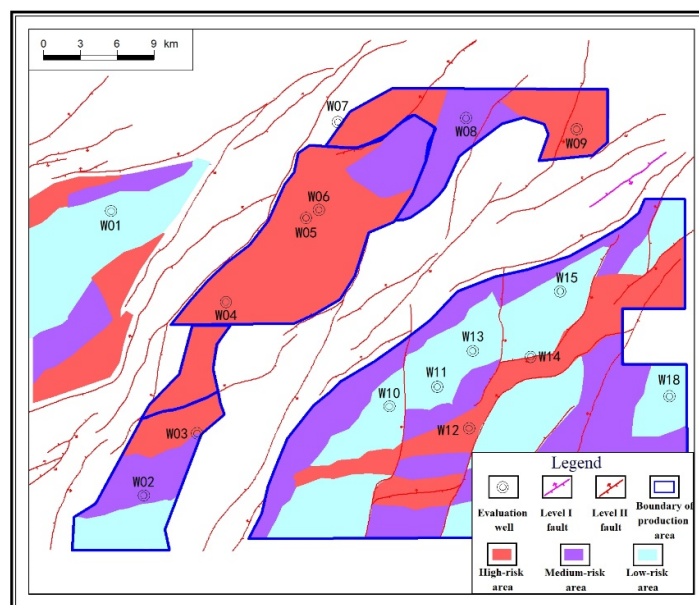 0 3 6 9 km
W07
W08
W09
W06
W01
W05
W15
W04
W13
W14
W11
W18
W10
W12
W03
W02
Legend
Evaluation well
Level I fault
Level II fault
Boundary of production area
High-risk area
Medium-risk area
Low-risk area